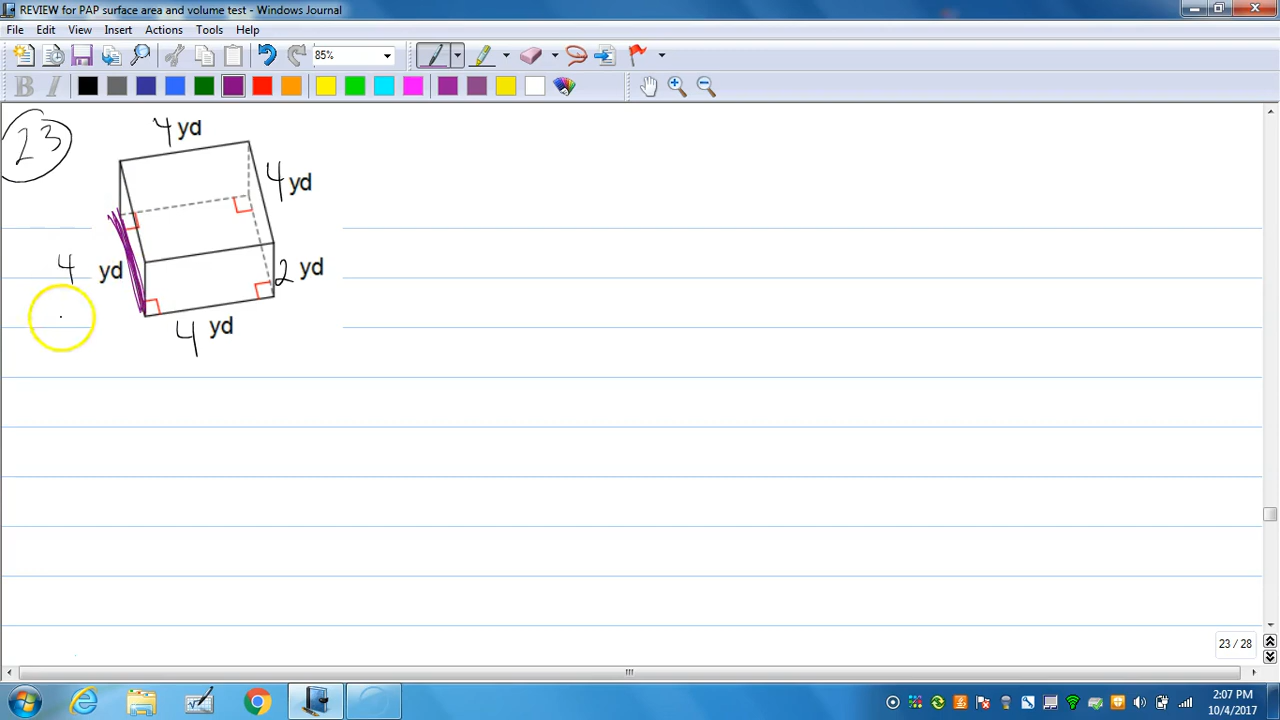 REVIEW for PAP surface area and volume test - Windows Journal
File Edit View Insert Actions Tools Help
85%
B I
23
4 yd
4 yd
4 yd
2 yd
4 yd
23 / 28
2:07 PM
10/4/2017